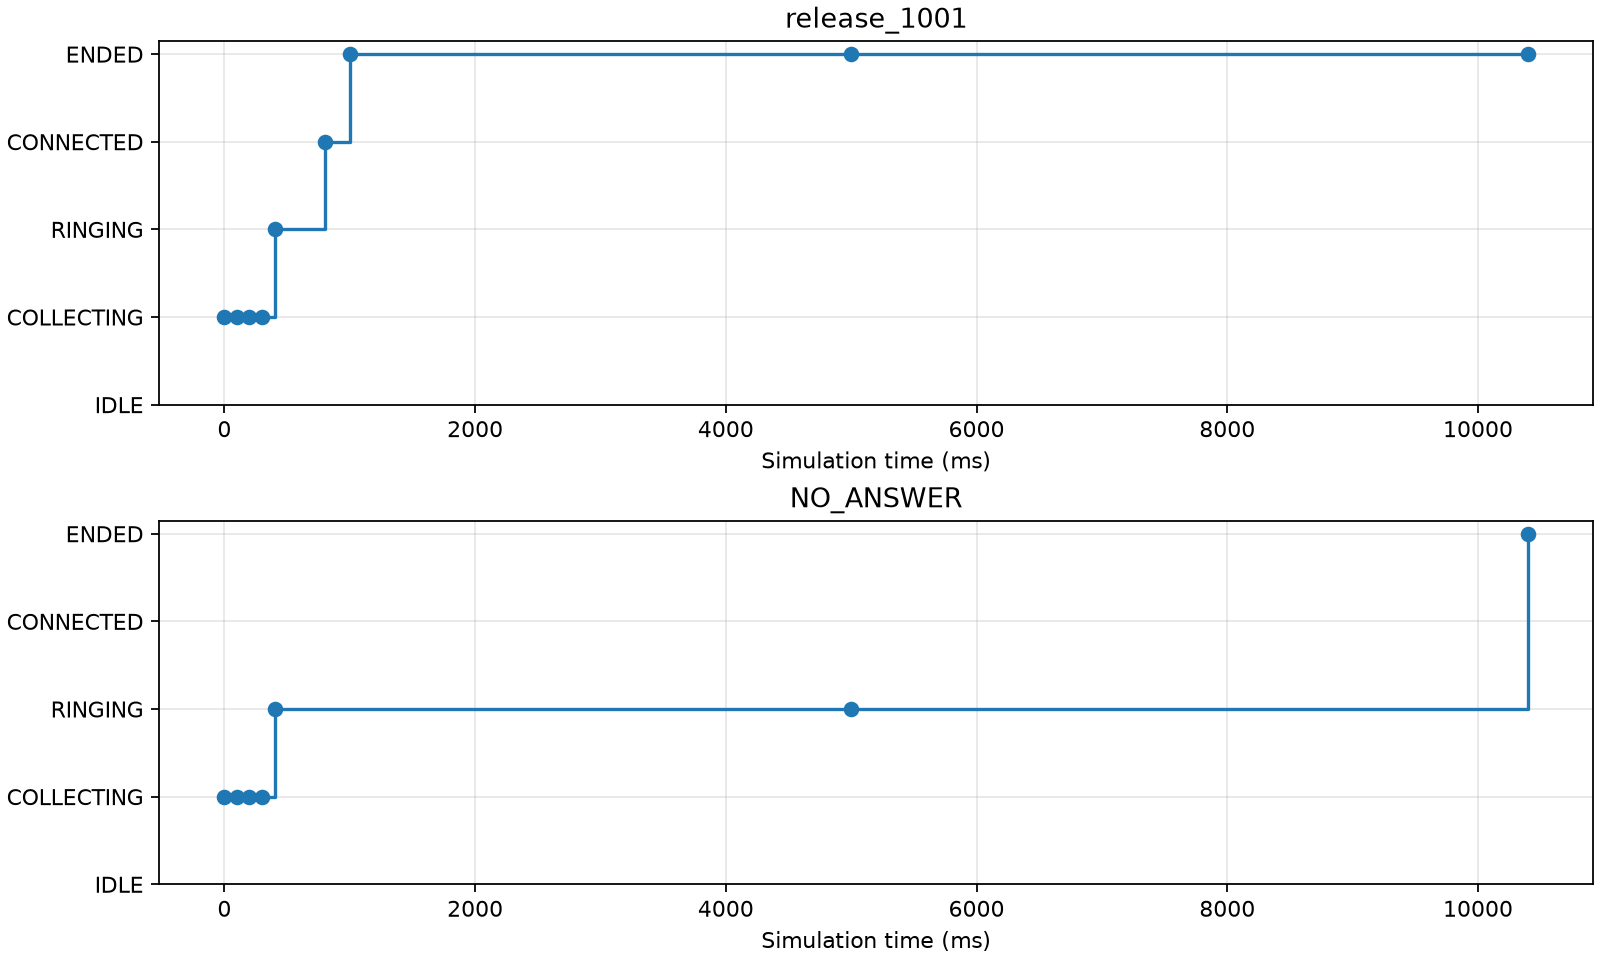 release_1001
ENDED
CONNECTED
RINGING
COLLECTING
IDLE
0 2000 4000 6000 8000 10000
Simulation time (ms)
NO_ANSWER
ENDED
CONNECTED
RINGING
COLLECTING
IDLE
0 2000 4000 6000 8000 10000
Simulation time (ms)